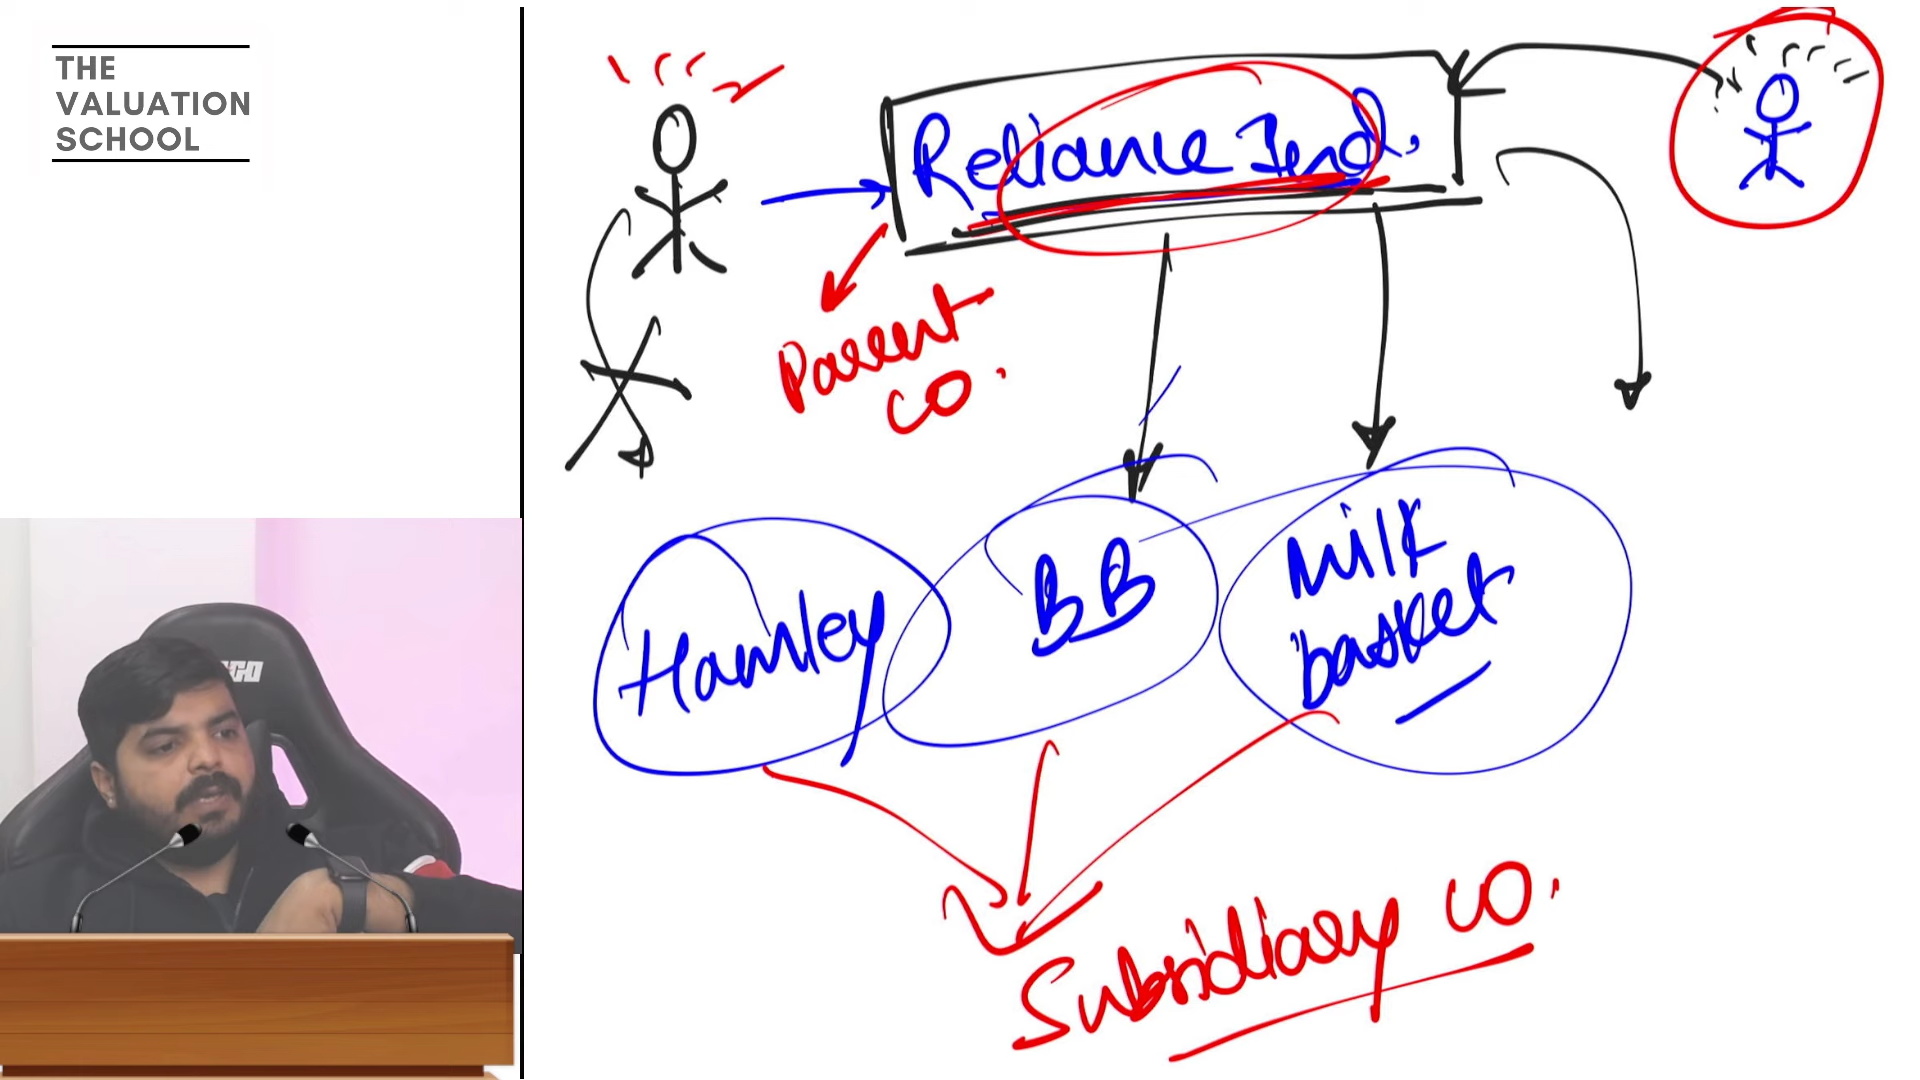 THE
VALUATION
SCHOOL
Reliance Ind.
Parent
CO.
Hamley
BB
Milk
basket
Subsidiary CO.